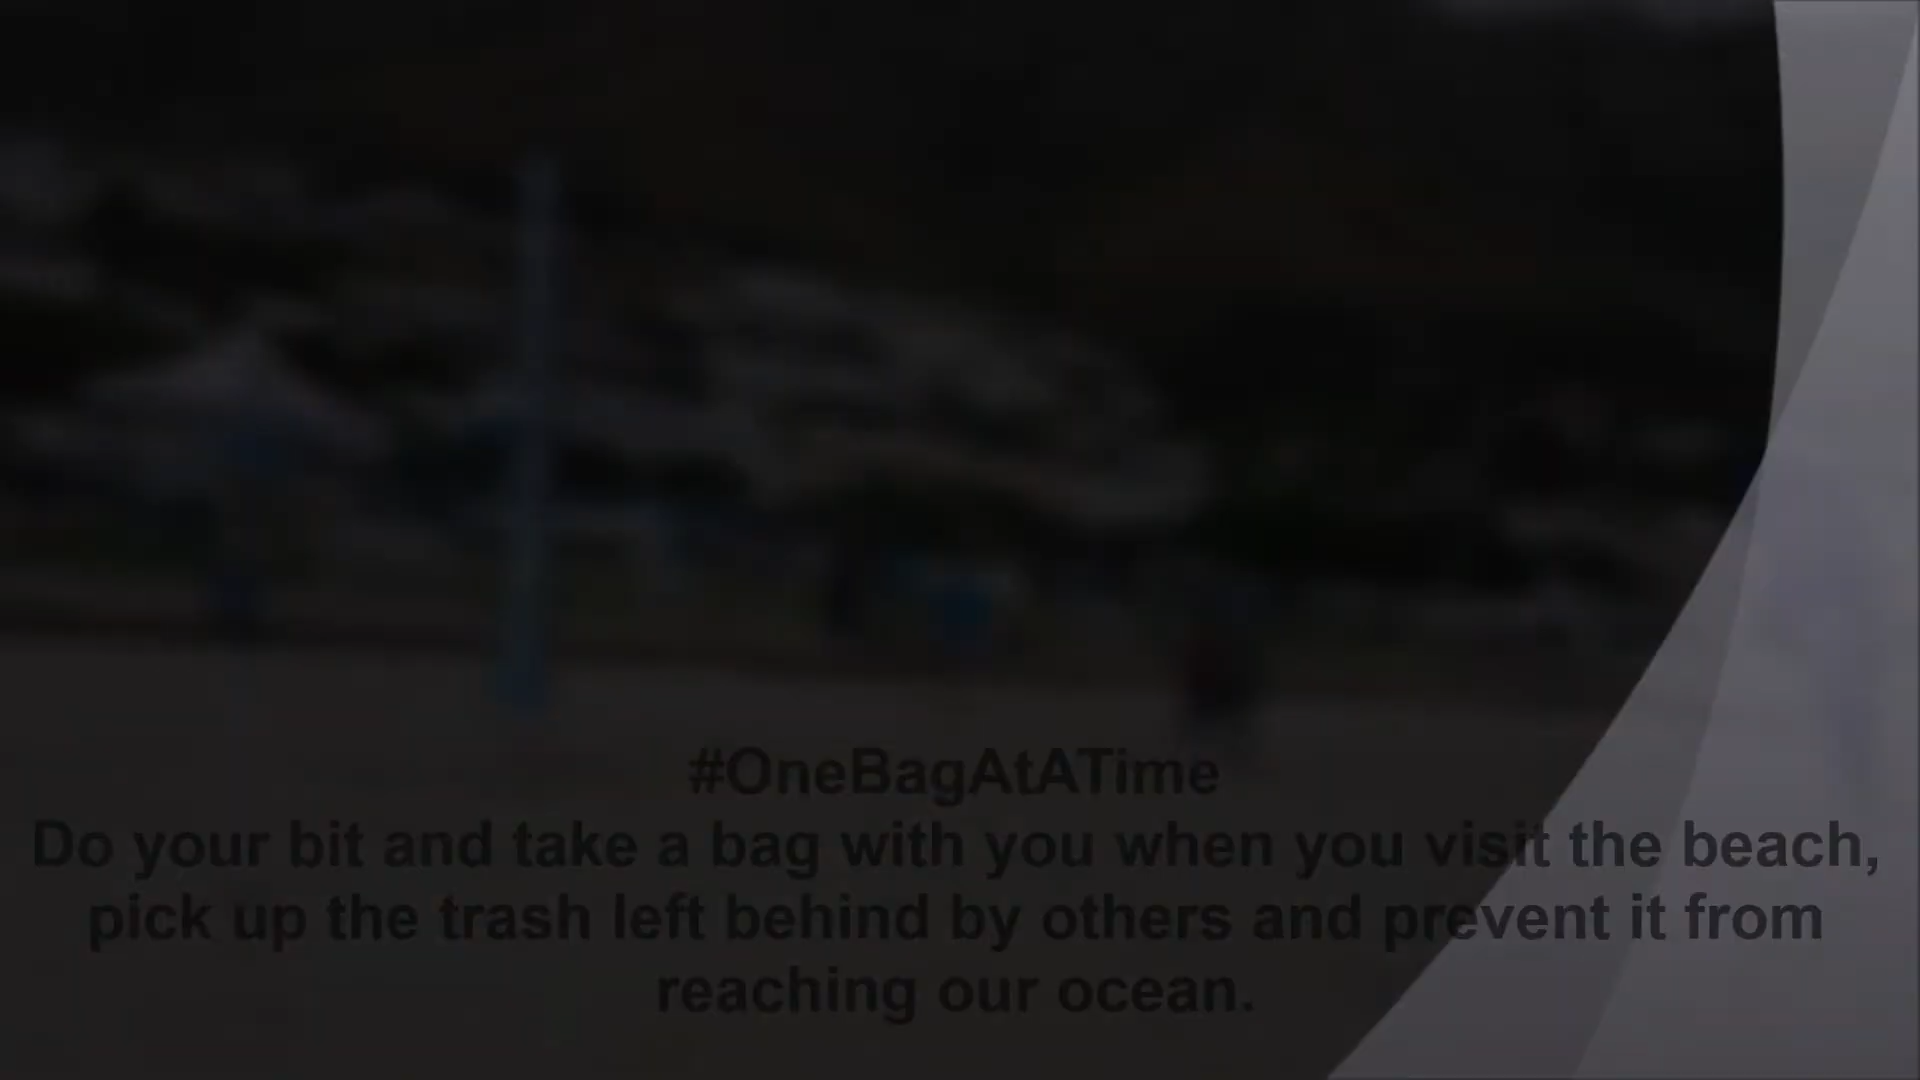 #OneBagAtATime
Do your bit and take a bag with you when you visit the beach,
pick up the trash left behind by others and prevent it from
reaching our ocean.